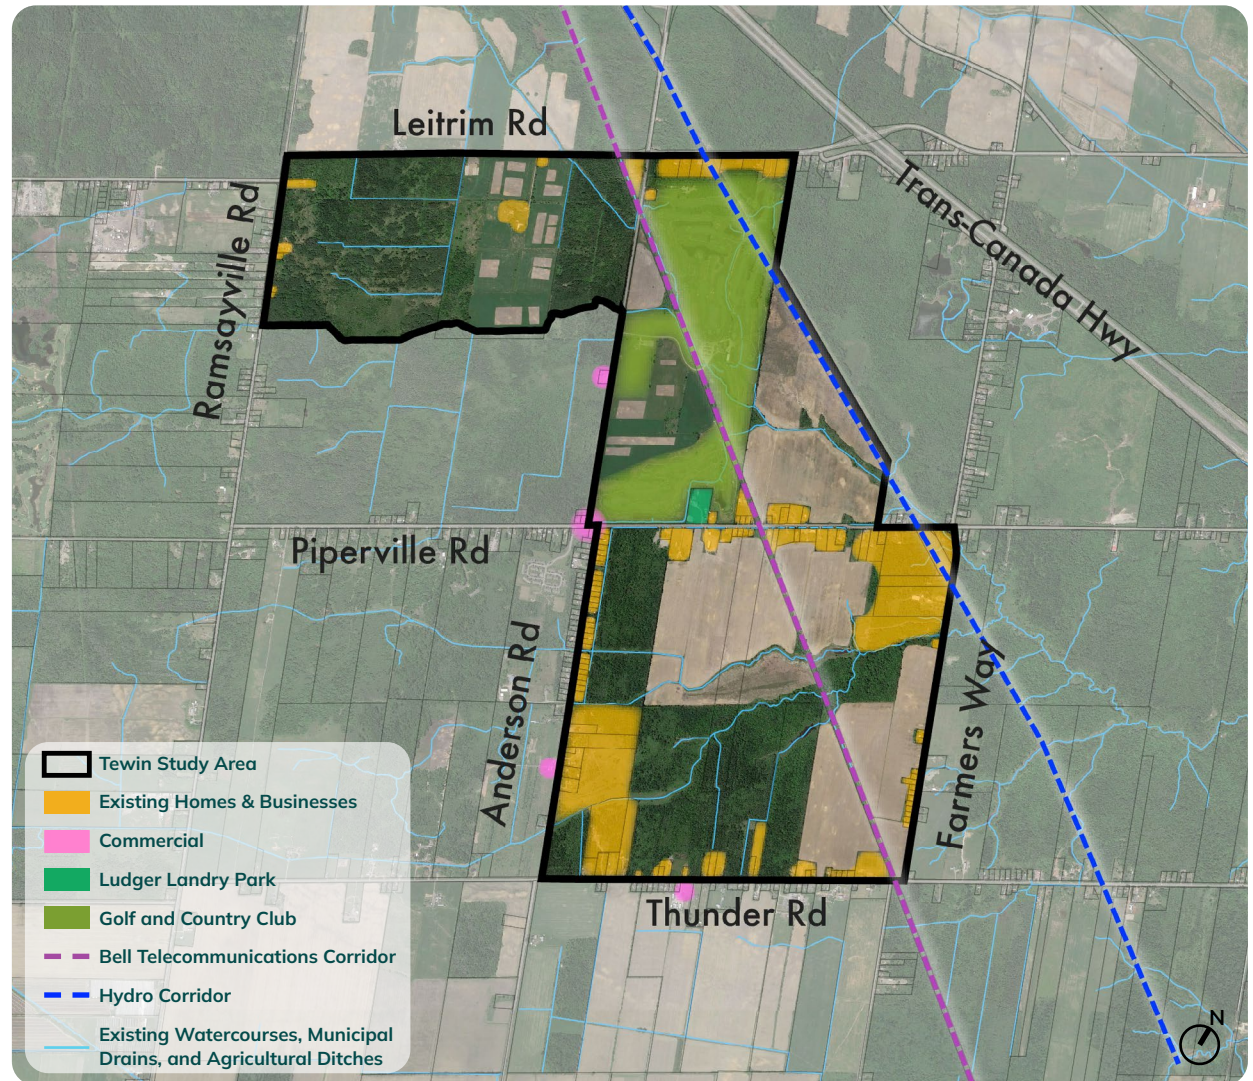 Leitrim Rd
Trans-Canada Hwy
Ramsayville Rd
Piperville Rd
Anderson Rd
Farmers Way
Thunder Rd
Tewin Study Area
Existing Homes & Businesses
Commercial
Ludger Landry Park
Golf and Country Club
Bell Telecommunications Corridor
Hydro Corridor
Existing Watercourses, Municipal
Drains, and Agricultural Ditches
N